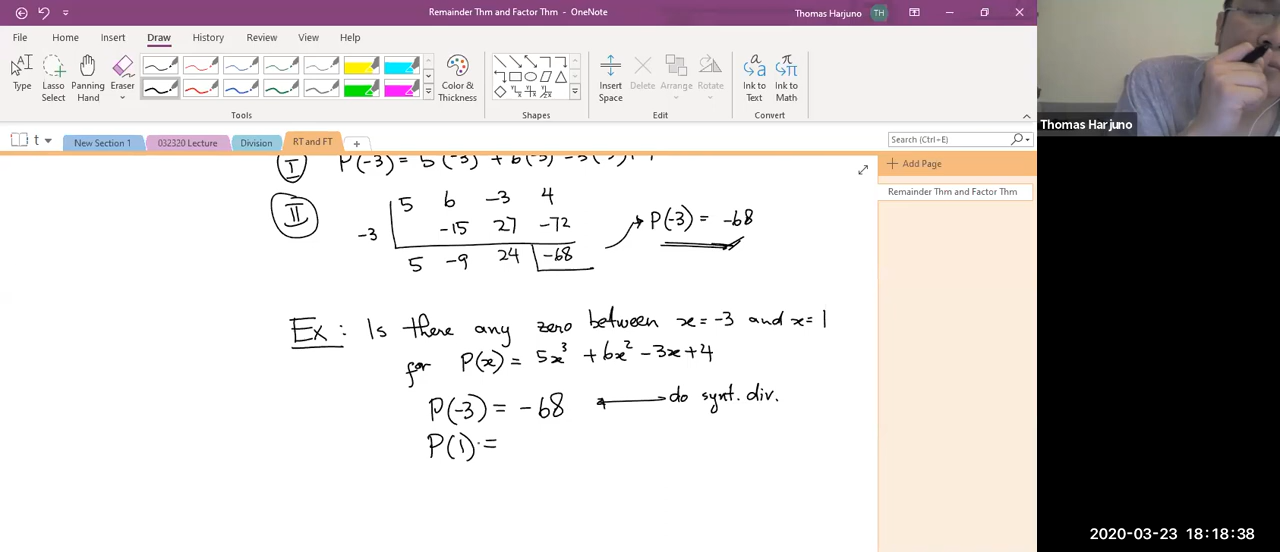 Remainder Thm and Factor Thm - OneNote
Thomas Harjuno TH
File Home Insert Draw History Review View Help
Type Lasso Select Panning Hand Eraser Color & Thickness Insert Space Delete Arrange Rotate Ink to Text Ink to Math
Tools Shapes Edit Convert
t New Section 1 032320 Lecture Division RT and FT + Search (Ctrl+E)
Thomas Harjuno
+ Add Page
Remainder Thm and Factor Thm
I P(-3) = 5
II 5 6 -3 4
-3 -15 27 -72 → P(-3) = -68
5 -9 24 -68
Ex: Is there any zero between x=-3 and x=1
for P(x) = 5x³ + 6x² - 3x + 4
P(-3) = -68 ← do synt. div.
P(1) =
2020-03-23 18:18:38